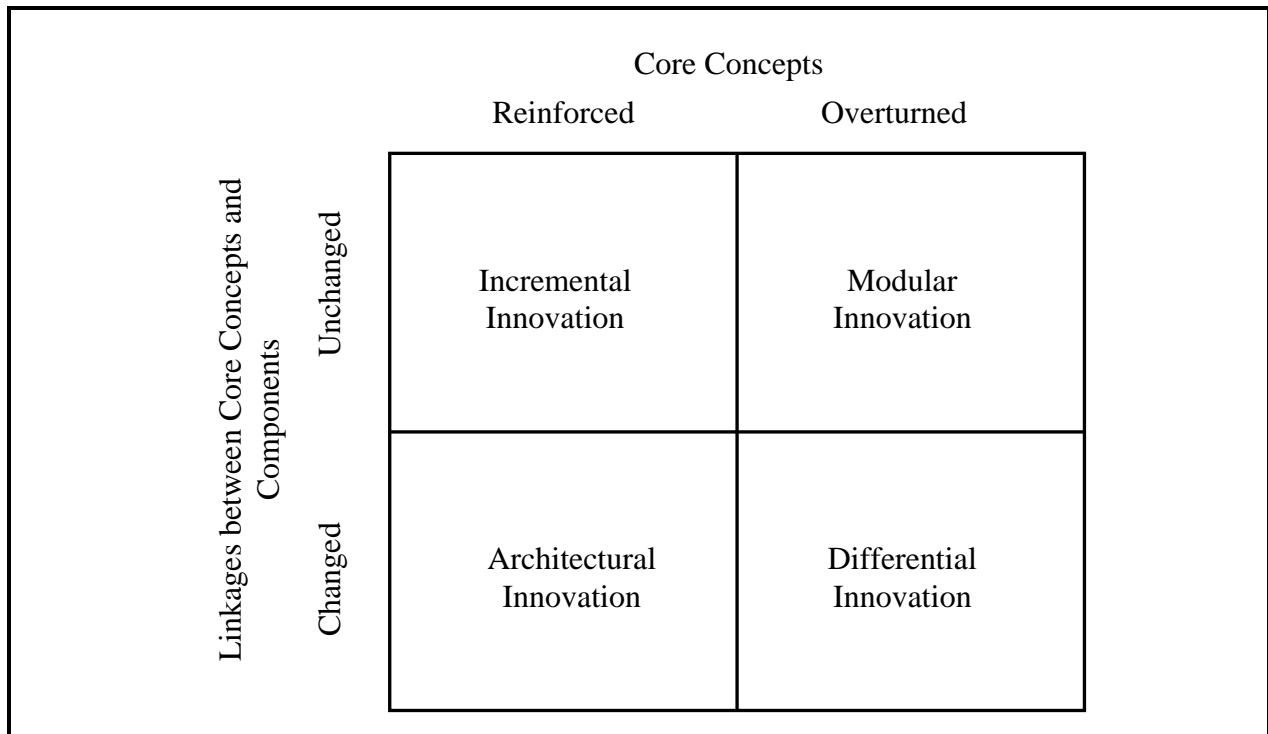 Core Concepts
Reinforced
Overturned
Linkages between Core Concepts and
Components
Unchanged
Incremental
Innovation
Modular
Innovation
Changed
Architectural
Innovation
Differential
Innovation